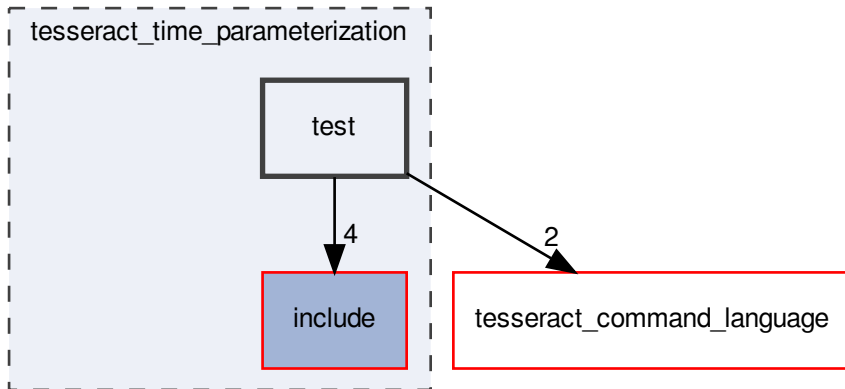 tesseract_time_parameterization
test
4
2
include
tesseract_command_language